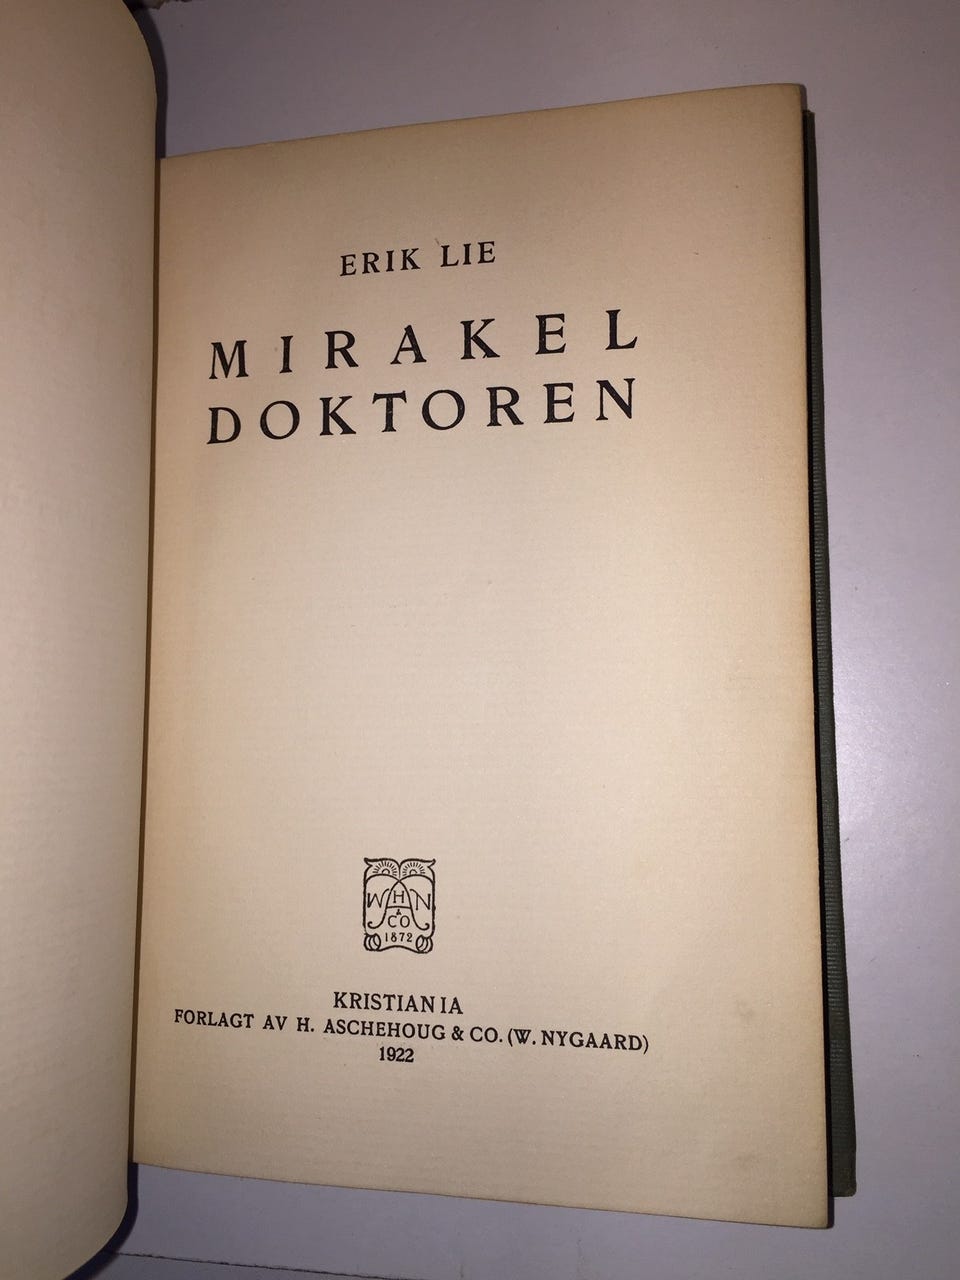 ERIK LIE
MIRAKEL
DOKTOREN
W H N
A
& CO
1872
KRISTIANIA
FORLAGT AV H. ASCHEHOUG & CO. (W. NYGAARD)
1922